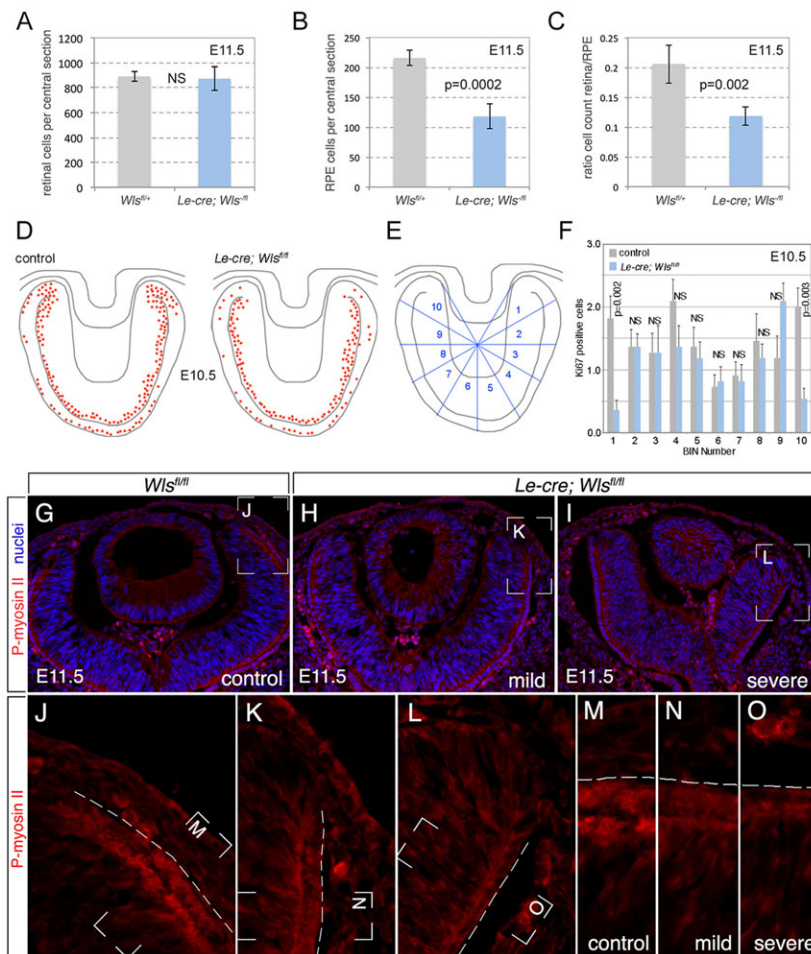 A
retinal cells per central section
1200
1000
800
600
400
200
0
E11.5
NS
Wls^fl/+
Le-cre; Wls^-/fl
B
RPE cells per central section
250
200
150
100
50
0
E11.5
p=0.0002
Wls^fl/+
Le-cre; Wls^-/fl
C
ratio cell count retina/RPE
0.25
0.2
0.15
0.1
0.05
0
E11.5
p=0.002
Wls^fl/+
Le-cre; Wls^-/fl
D
control
Le-cre; Wls^fl/fl
E10.5
E
10
9
8
7
6
5
4
3
2
1
F
control
Le-cre; Wls^fl/fl
E10.5
Ki67 positive cells
3.0
2.0
1.0
0.0
p=0.002
NS
NS
NS
NS
NS
NS
NS
NS
p=0.003
1 2 3 4 5 6 7 8 9 10
BIN Number
Wls^fl/fl
Le-cre; Wls^fl/fl
P-myosin II nuclei
G
J
E11.5
control
H
K
E11.5
mild
I
L
E11.5
severe
P-myosin II
J
M
K
N
L
O
M
control
N
mild
O
severe